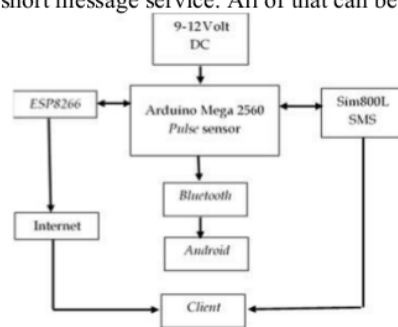 short message service. All of that can be
9-12Volt
DC
ESP8266
Arduino Mega 2560
Pulse sensor
Sim800L
SMS
Bluetooth
Internet
Android
Client